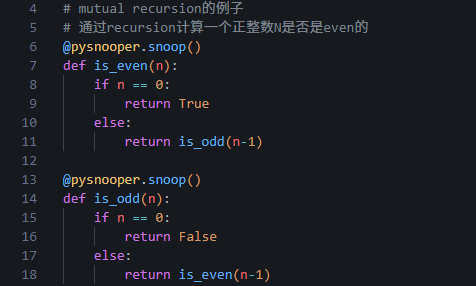 4 # mutual recursion的例子
5 # 通过recursion计算一个正整数N是否是even的
6 @pysnooper.snoop()
7 def is_even(n):
8     if n == 0:
9         return True
10     else:
11         return is_odd(n-1)
12
13 @pysnooper.snoop()
14 def is_odd(n):
15     if n == 0:
16         return False
17     else:
18         return is_even(n-1)